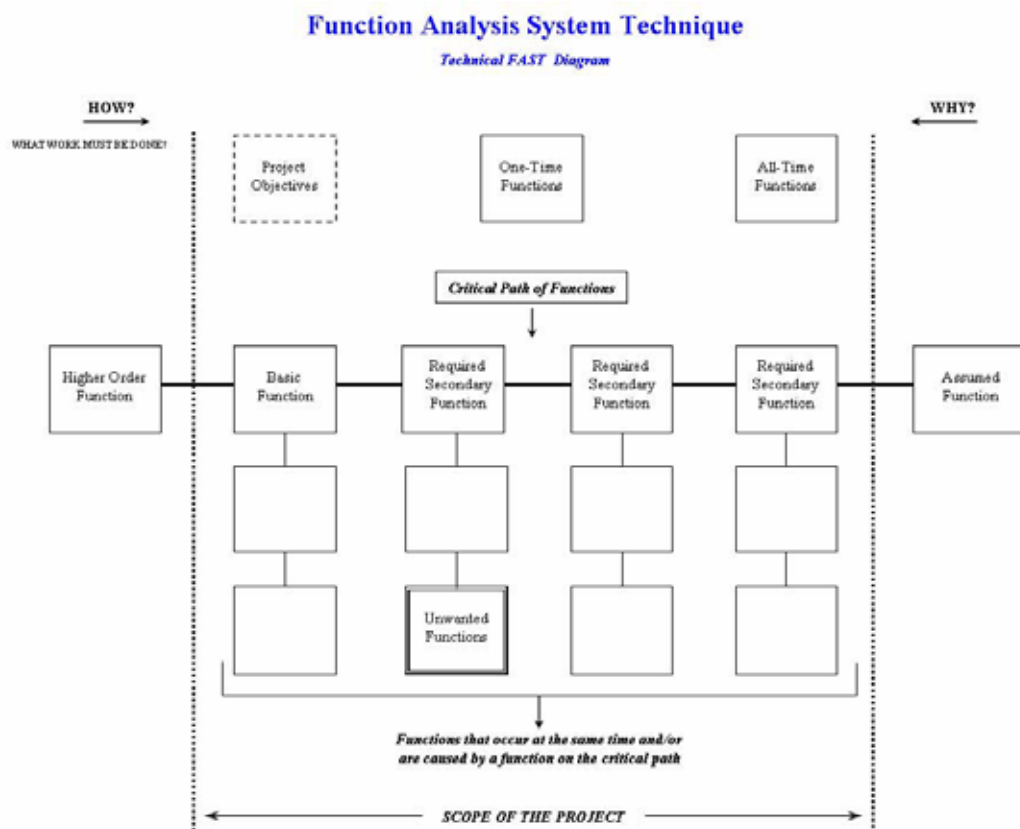 Function Analysis System Technique
Technical FAST Diagram
HOW?
WHY?
WHAT WORK MUST BE DONE?
Project
Objectives
One-Time
Functions
All-Time
Functions
Critical Path of Functions
Higher Order
Function
Basic
Function
Required
Secondary
Function
Required
Secondary
Function
Required
Secondary
Function
Assumed
Function
Unwanted
Functions
Functions that occur at the same time and/or
are caused by a function on the critical path
SCOPE OF THE PROJECT